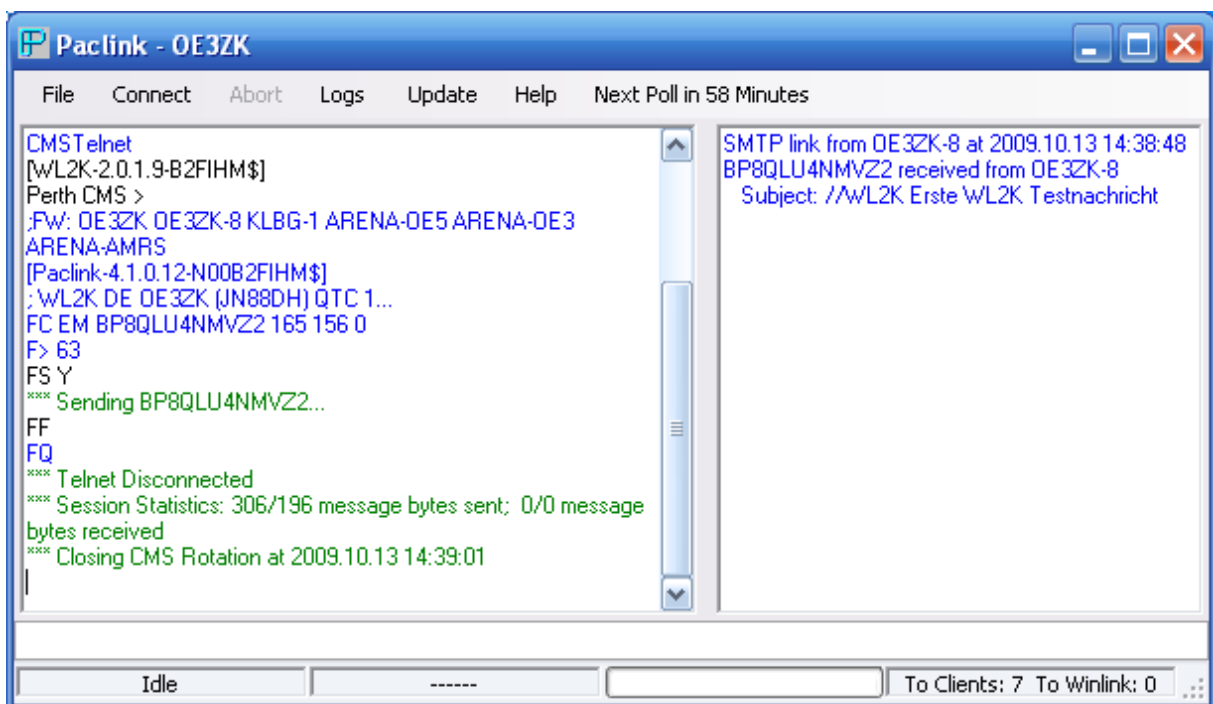 Paclink - OE3ZK
File Connect Abort Logs Update Help Next Poll in 58 Minutes
CMSTelnet
[WL2K-2.0.1.9-B2FIHM$]
Perth CMS >
;FW: OE3ZK OE3ZK-8 KLBG-1 ARENA-OE5 ARENA-OE3
ARENA-AMRS
[Paclink-4.1.0.12-N00B2FIHM$]
; WL2K DE OE3ZK (JN88DH) QTC 1...
FC EM BP8QLU4NMVZ2 165 156 0
F> 63
FS Y
*** Sending BP8QLU4NMVZ2...
FF
FQ
*** Telnet Disconnected
*** Session Statistics: 306/196 message bytes sent;  0/0 message
bytes received
*** Closing CMS Rotation at 2009.10.13 14:39:01
SMTP link from OE3ZK-8 at 2009.10.13 14:38:48
BP8QLU4NMVZ2 received from OE3ZK-8
Subject: //WL2K Erste WL2K Testnachricht
Idle ------ To Clients: 7 To Winlink: 0